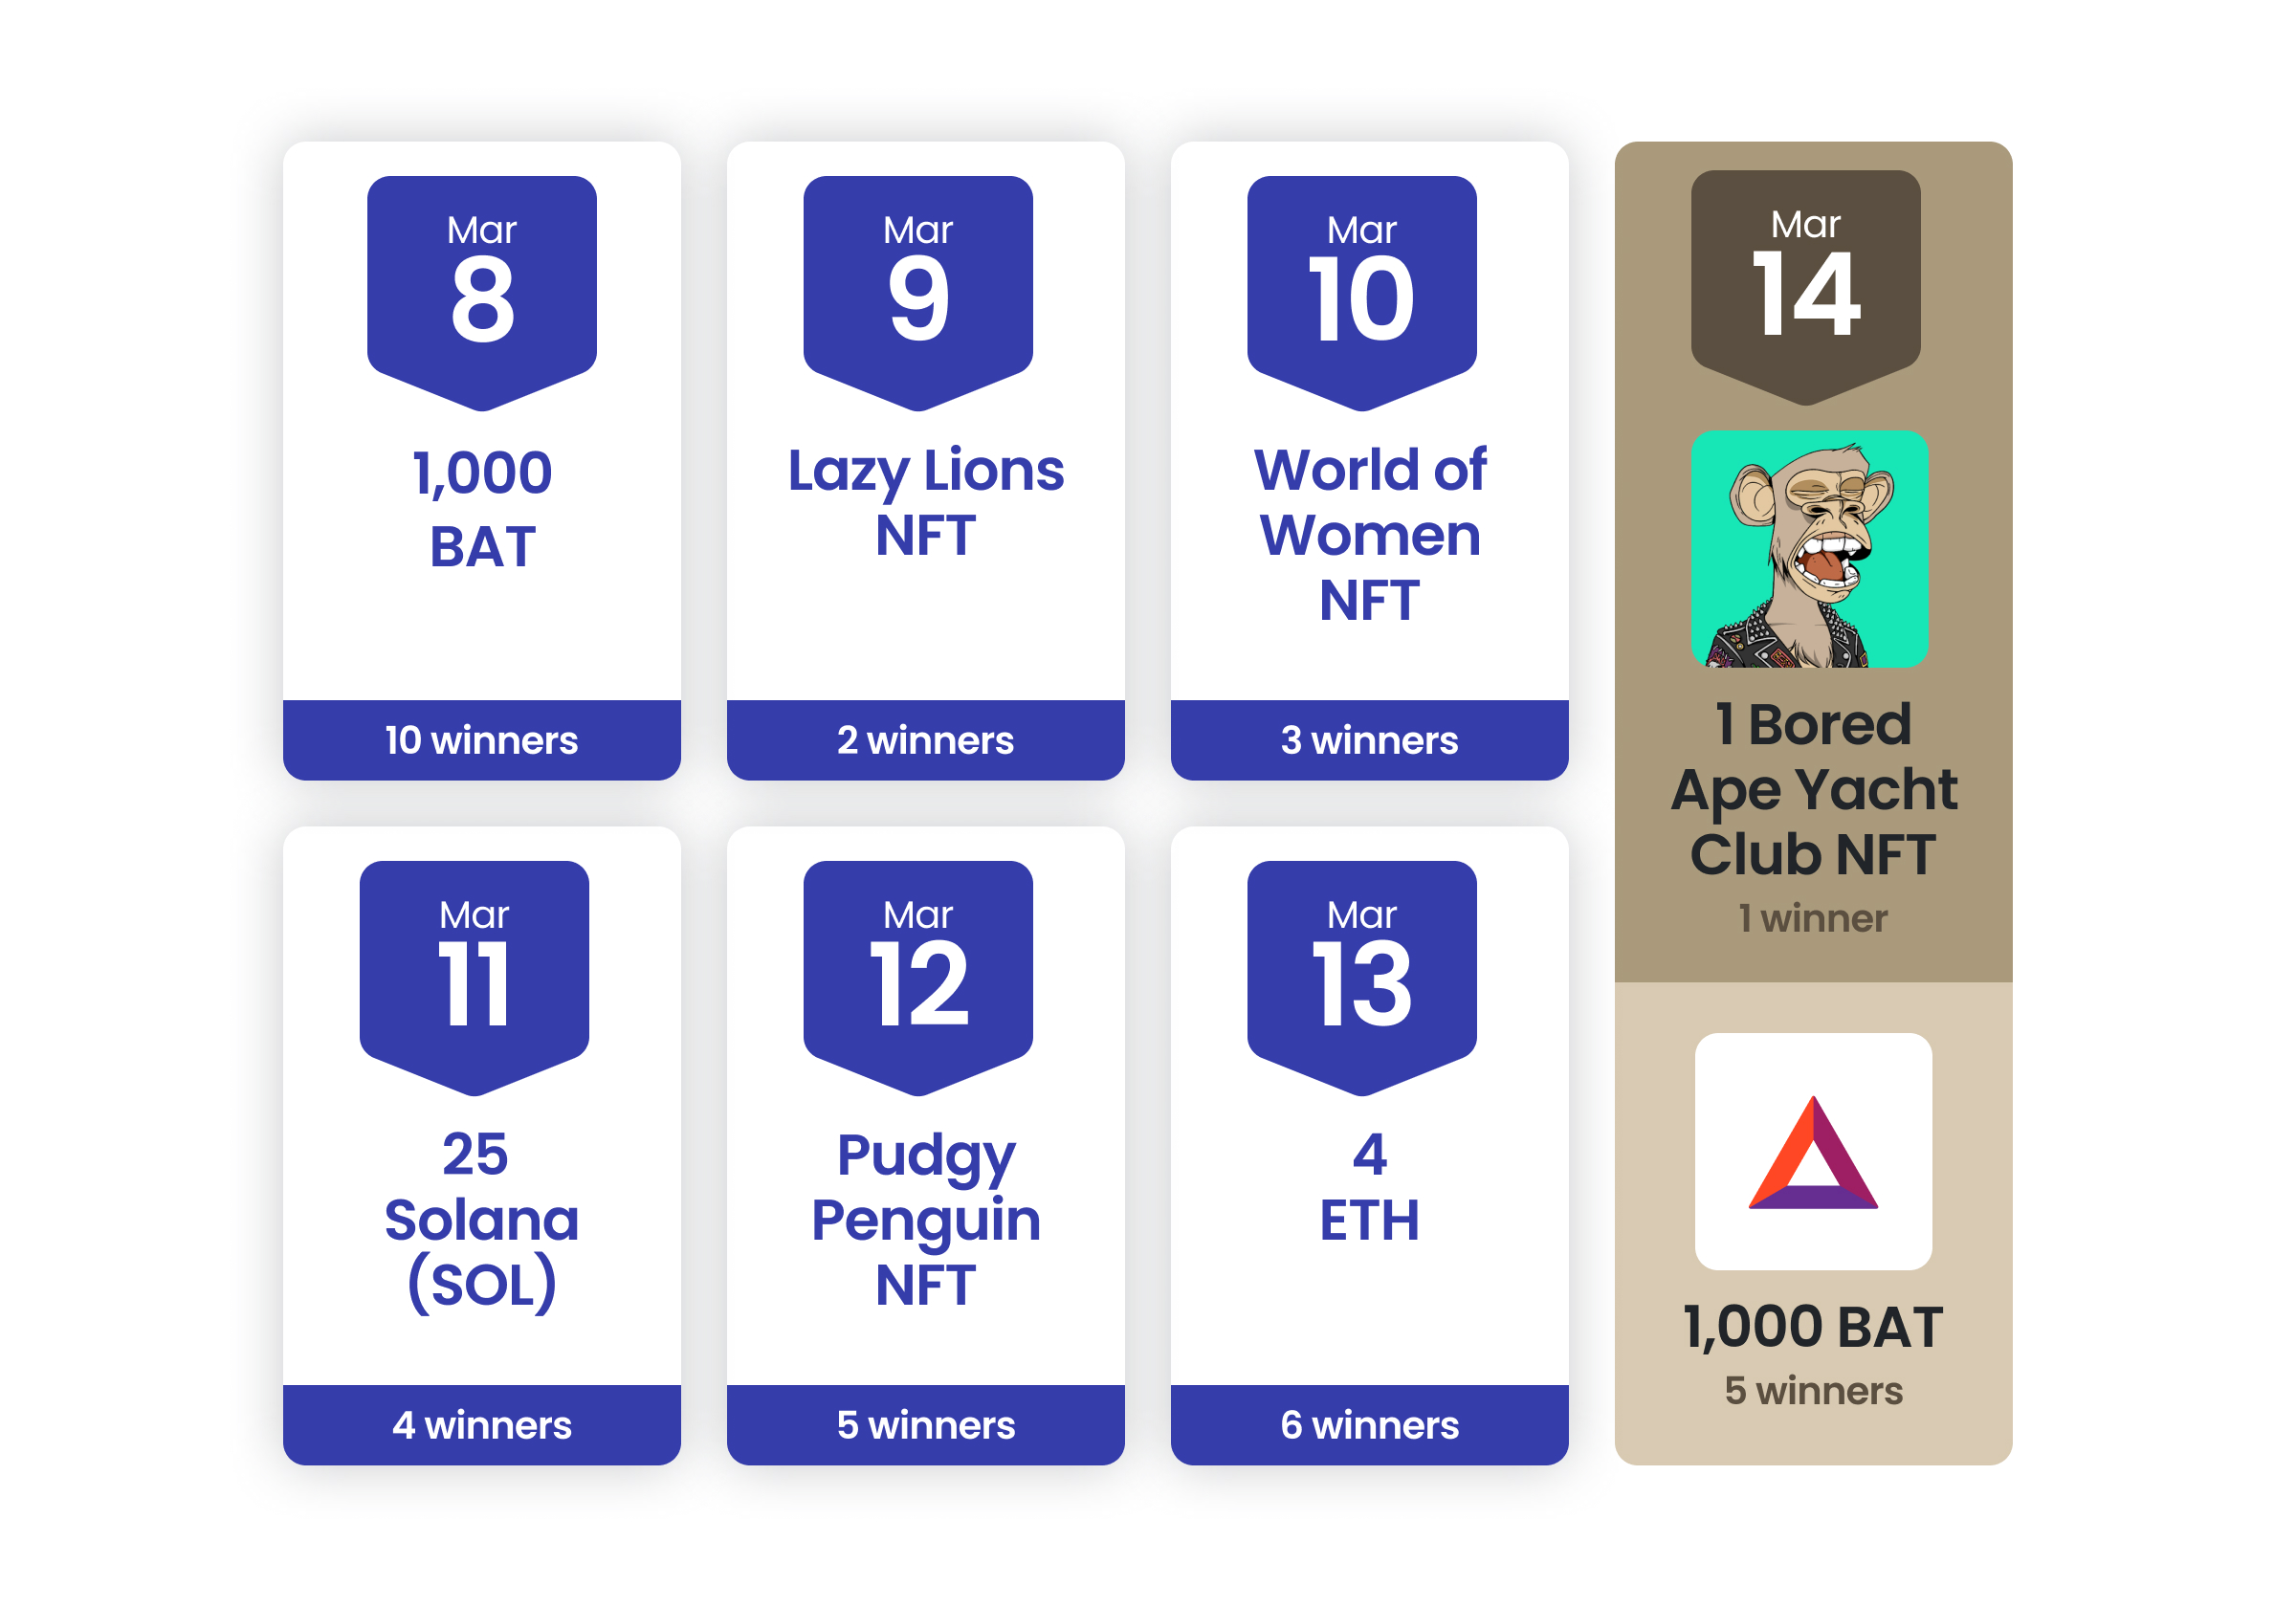 Mar
8
1,000
BAT
10 winners
Mar
9
Lazy Lions
NFT
2 winners
Mar
10
World of
Women
NFT
3 winners
Mar
11
25
Solana
(SOL)
4 winners
Mar
12
Pudgy
Penguin
NFT
5 winners
Mar
13
4
ETH
6 winners
Mar
14
1 Bored
Ape Yacht
Club NFT
1 winner
1,000 BAT
5 winners